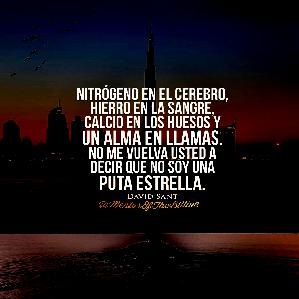 NITRÓGENO EN EL CEREBRO,
HIERRO EN LA SANGRE,
CALCIO EN LOS HUESOS Y
UN ALMA EN LLAMAS.
NO ME VUELVA USTED A
DECIR QUE NO SOY UNA
PUTA ESTRELLA.
DAVID SANT